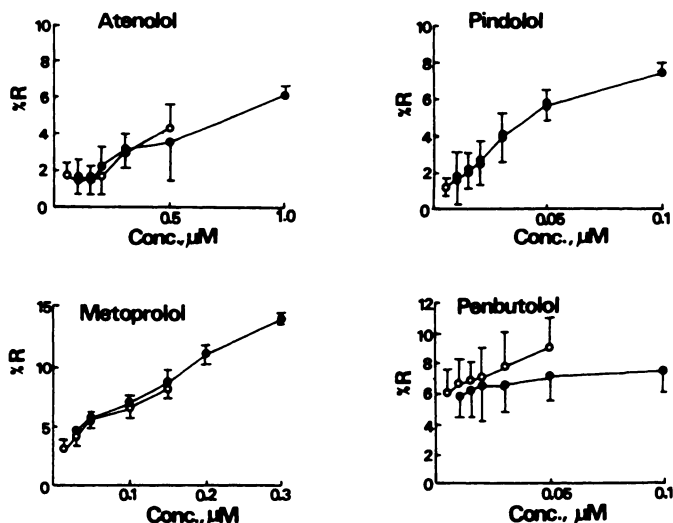 Atenolol
10
8
6
4
2
0
%R
0.5
1.0
Conc., μM
Pindolol
10
8
6
4
2
0
%R
0.05
0.1
Conc., μM
Metoprolol
15
10
5
0
%R
0.1
0.2
0.3
Conc., μM
Penbutolol
12
10
8
6
4
2
0
%R
0.05
0.1
Conc., μM